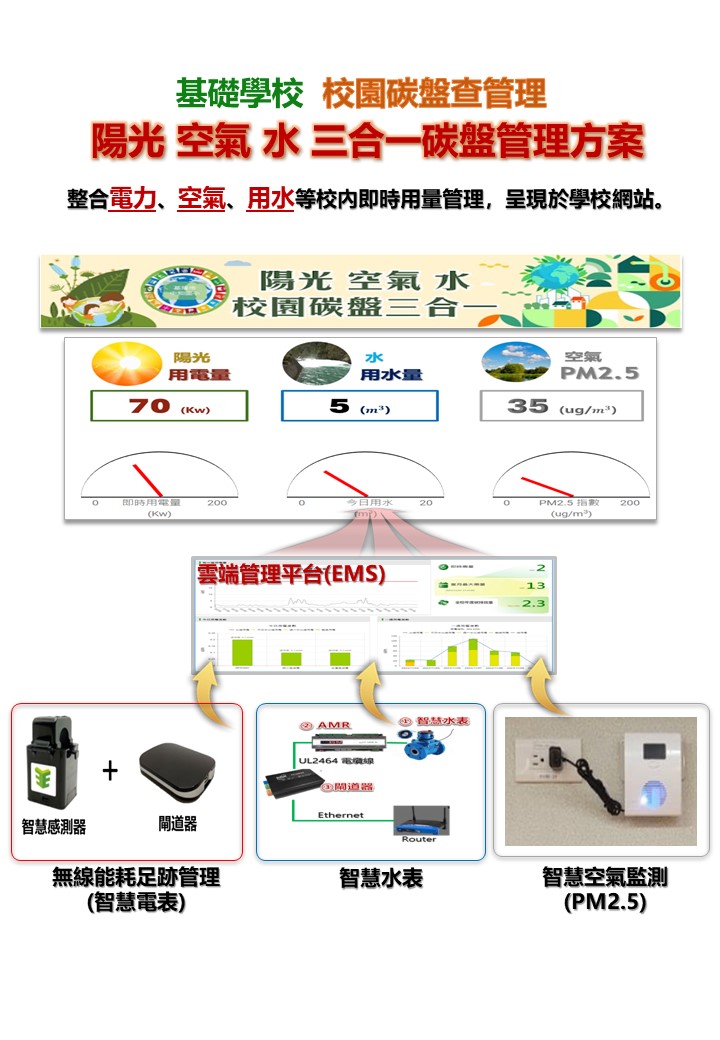 基礎學校 校園碳盤查管理
陽光 空氣 水 三合一碳盤管理方案
整合電力、空氣、用水等校內即時用量管理，呈現於學校網站。
陽光 空氣 水
校園碳盤三合一
陽光
用電量
水
用水量
空氣
PM2.5
70 (Kw)
5 (m³)
35 (ug/m³)
0 即時用電量 200
(Kw)
0 今日用水 20
(m³)
0 PM2.5 指數 200
(ug/m³)
雲端管理平台(EMS)
2
13
2.3
② AMR
① 智慧水表
UL2464 電纜線
③閘道器
Ethernet
Router
+
智慧感測器
閘道器
無線能耗足跡管理
(智慧電表)
智慧水表
智慧空氣監測
(PM2.5)